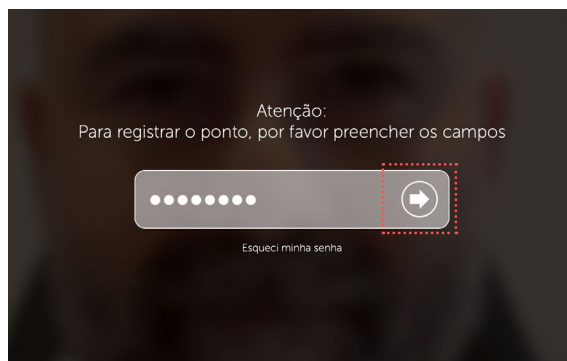 Atenção:
Para registrar o ponto, por favor preencher os campos
Esqueci minha senha